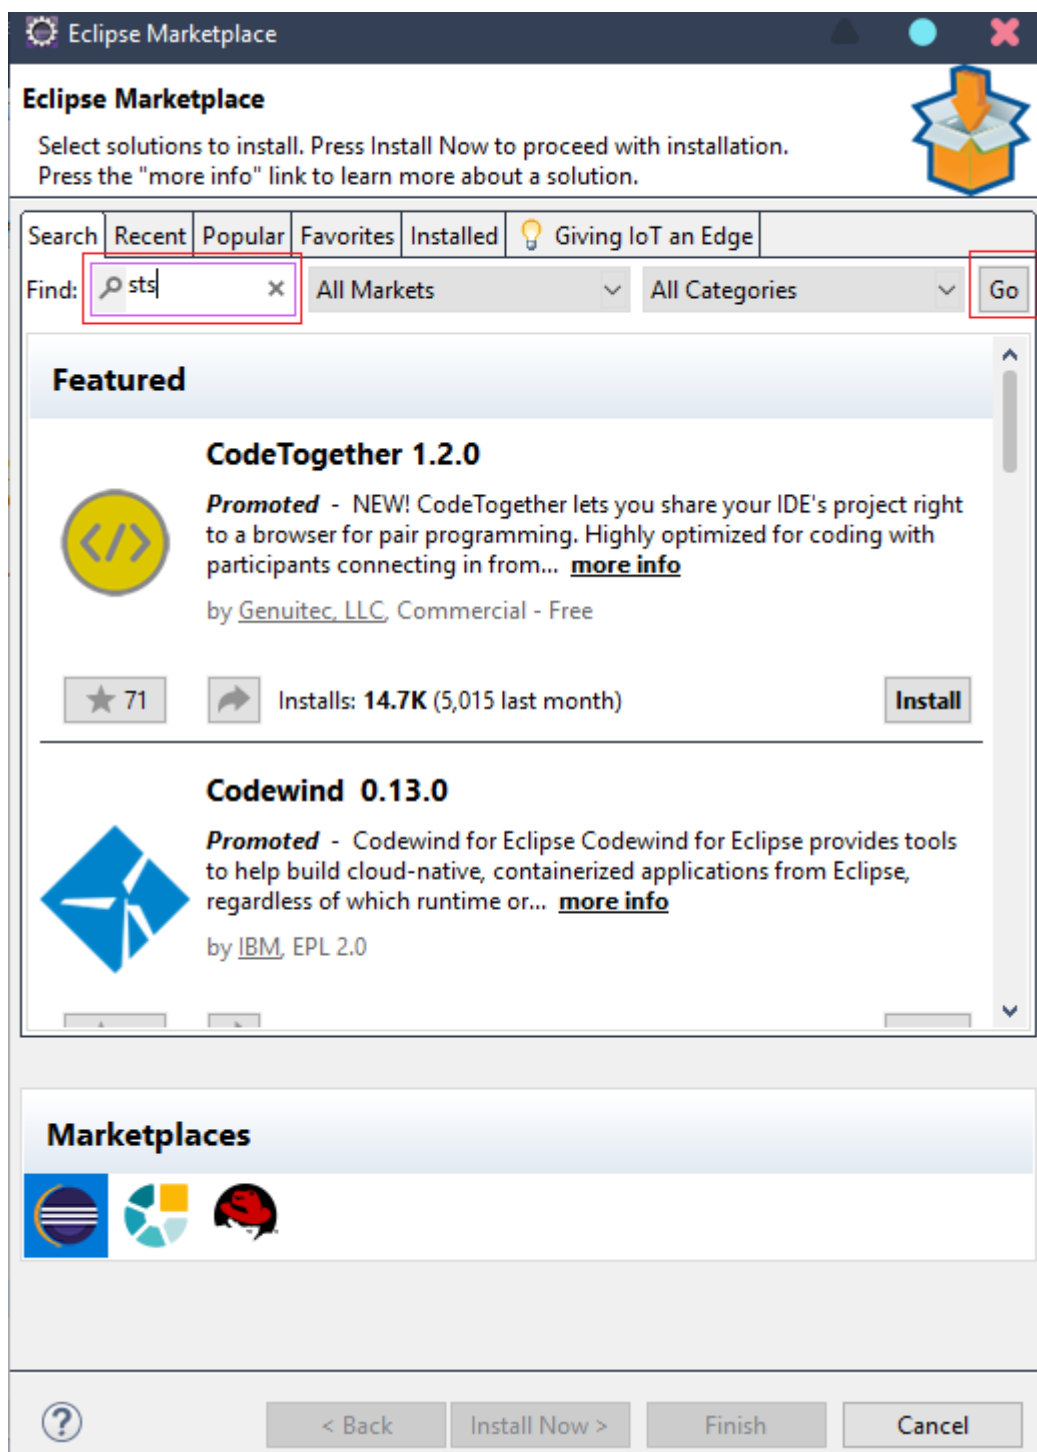 Eclipse Marketplace
Eclipse Marketplace
Select solutions to install. Press Install Now to proceed with installation.
Press the "more info" link to learn more about a solution.
Search Recent Popular Favorites Installed Giving IoT an Edge
Find: sts All Markets All Categories Go
Featured
CodeTogether 1.2.0
Promoted - NEW! CodeTogether lets you share your IDE's project right
to a browser for pair programming. Highly optimized for coding with
participants connecting in from... more info
by Genuitec, LLC, Commercial - Free
71 Installs: 14.7K (5,015 last month) Install
Codewind 0.13.0
Promoted - Codewind for Eclipse Codewind for Eclipse provides tools
to help build cloud-native, containerized applications from Eclipse,
regardless of which runtime or... more info
by IBM, EPL 2.0
Marketplaces
? < Back Install Now > Finish Cancel